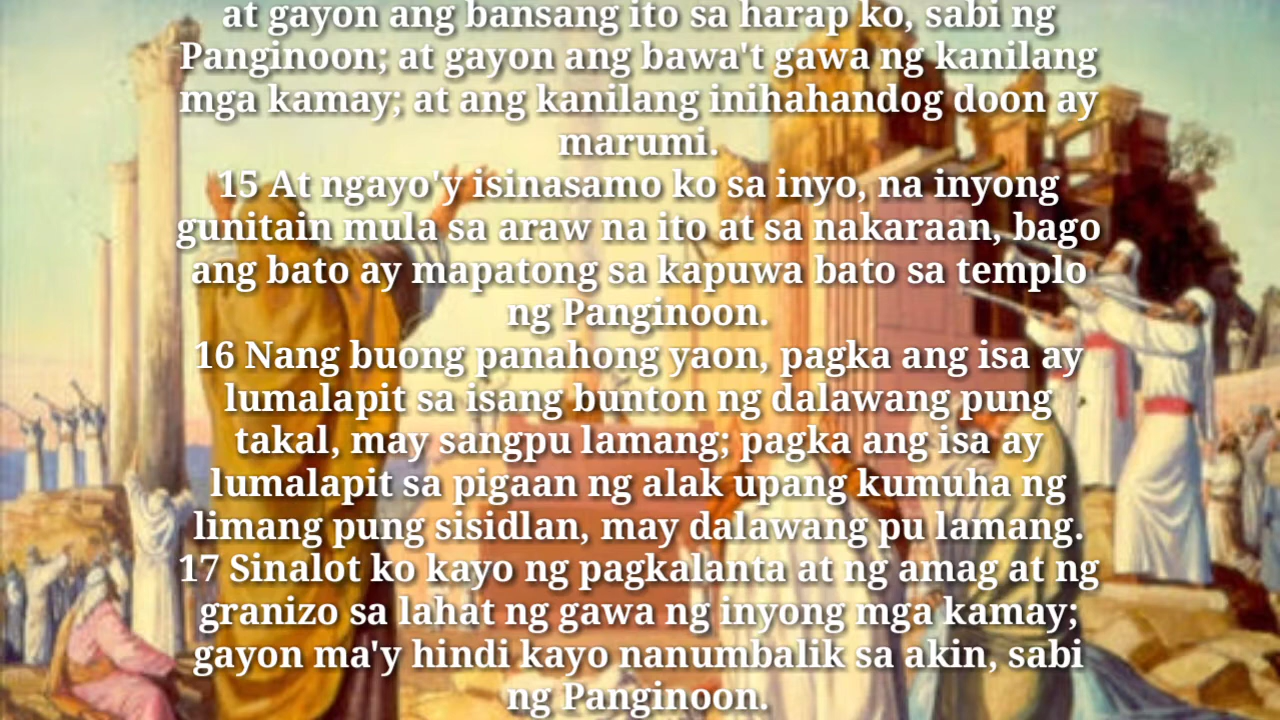 at gayon ang bansang ito sa harap ko, sabi ng
Panginoon; at gayon ang bawa't gawa ng kanilang
mga kamay; at ang kanilang inihahandog doon ay
marumi.
15 At ngayo'y isinasamo ko sa inyo, na inyong
gunitain mula sa araw na ito at sa nakaraan, bago
ang bato ay mapatong sa kapuwa bato sa templo
ng Panginoon.
16 Nang buong panahong yaon, pagka ang isa ay
lumalapit sa isang bunton ng dalawang pung
takal, may sangpu lamang; pagka ang isa ay
lumalapit sa pigaan ng alak upang kumuha ng
limang pung sisidlan, may dalawang pu lamang.
17 Sinalot ko kayo ng pagkalanta at ng amag at ng
granizo sa lahat ng gawa ng inyong mga kamay;
gayon ma'y hindi kayo nanumbalik sa akin, sabi
ng Panginoon.